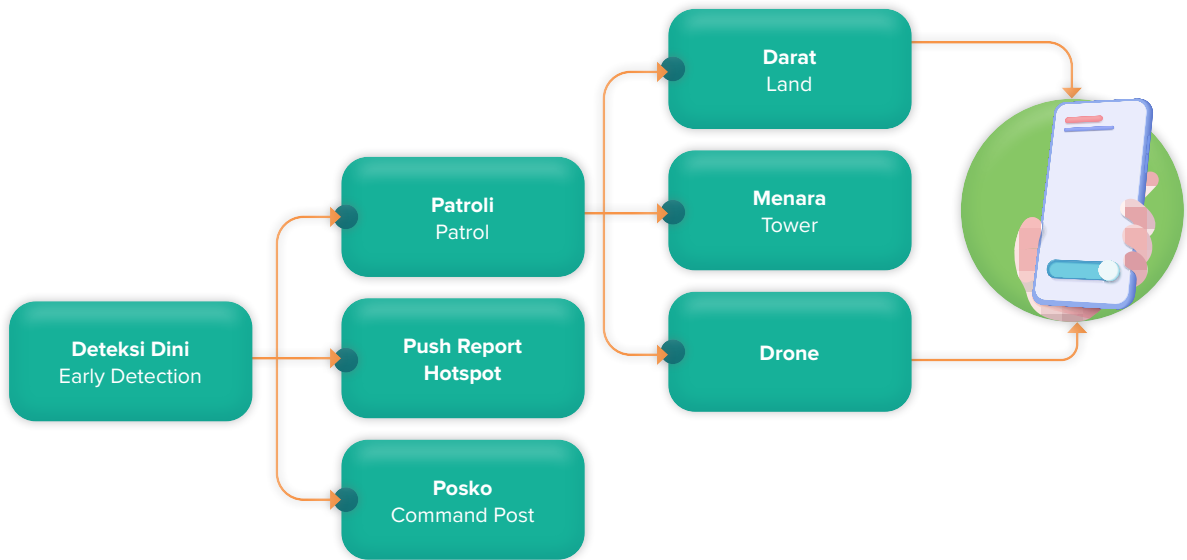 Deteksi Dini
Early Detection
Patroli
Patrol
Push Report
Hotspot
Posko
Command Post
Darat
Land
Menara
Tower
Drone